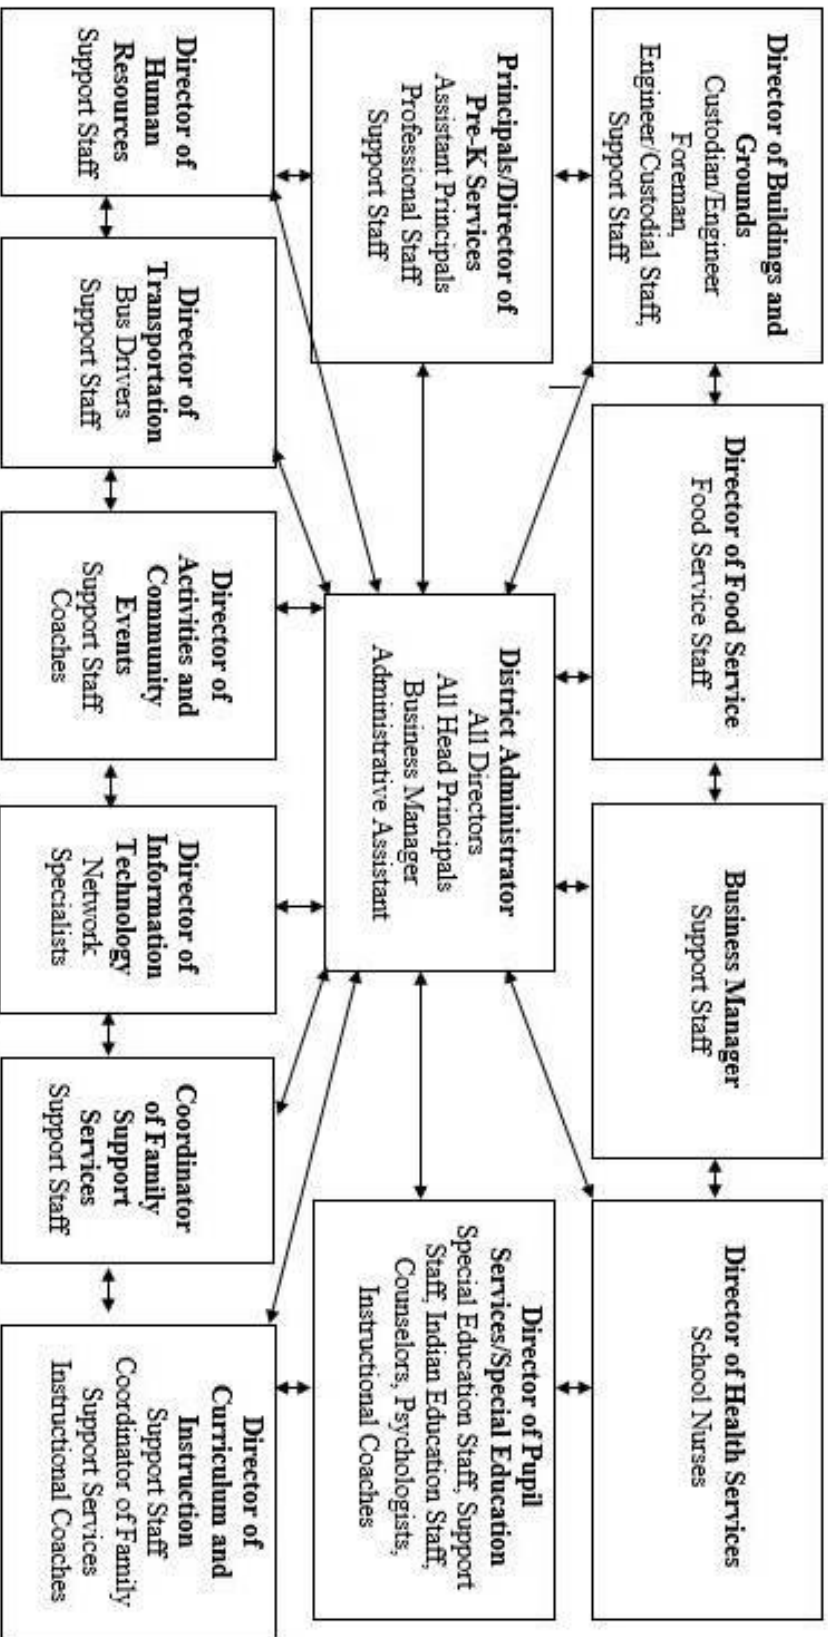 Director of Buildings and
Grounds
Custodian/Engineer
Foreman,
Engineer/Custodial Staff,
Support Staff
Director of Food Service
Food Service Staff
Business Manager
Support Staff
Director of Health Services
School Nurses
Principals/Director of
Pre-K Services
Assistant Principals
Professional Staff
Support Staff
District Administrator
All Directors
All Head Principals
Business Manager
Administrative Assistant
Director of Pupil
Services/Special Education
Special Education Staff, Support
Staff, Indian Education Staff,
Counselors, Psychologists,
Instructional Coaches
Director of
Human
Resources
Support Staff
Director of
Transportation
Bus Drivers
Support Staff
Director of
Activities and
Community
Events
Support Staff
Coaches
Director of
Information
Technology
Network
Specialists
Coordinator
of Family
Support
Services
Support Staff
Director of
Curriculum and
Instruction
Support Staff
Coordinator of Family
Support Services
Instructional Coaches